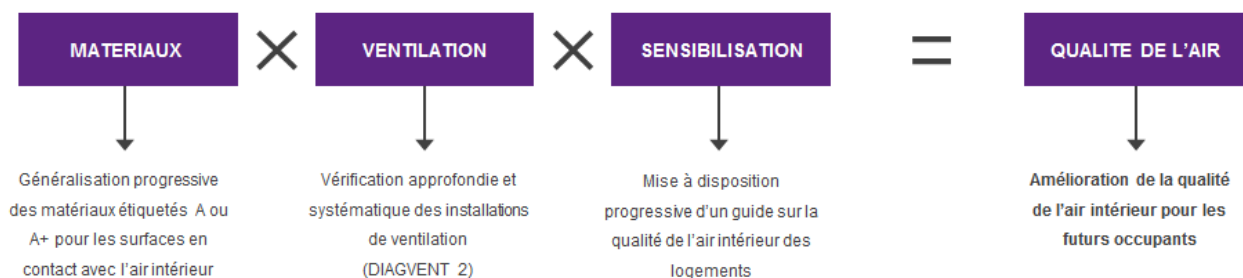 MATERIAUX
VENTILATION
SENSIBILISATION
QUALITE DE L'AIR
Généralisation progressive
des matériaux étiquetés A ou
A+ pour les surfaces en
contact avec l'air intérieur
Vérification approfondie et
systématique des installations
de ventilation
(DIAGVENT 2)
Mise à disposition
progressive d'un guide sur la
qualité de l'air intérieur des
logements
Amélioration de la qualité
de l'air intérieur pour les
futurs occupants